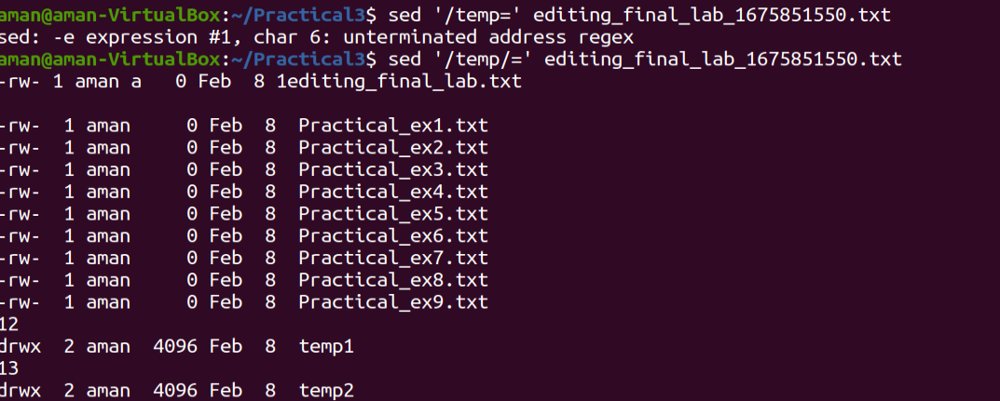 aman@aman-VirtualBox:~/Practical3$ sed '/temp=' editing_final_lab_1675851550.txt
sed: -e expression #1, char 6: unterminated address regex
aman@aman-VirtualBox:~/Practical3$ sed '/temp/=' editing_final_lab_1675851550.txt
-rw- 1 aman a   0 Feb  8 1editing_final_lab.txt

-rw-  1 aman     0 Feb  8  Practical_ex1.txt
-rw-  1 aman     0 Feb  8  Practical_ex2.txt
-rw-  1 aman     0 Feb  8  Practical_ex3.txt
-rw-  1 aman     0 Feb  8  Practical_ex4.txt
-rw-  1 aman     0 Feb  8  Practical_ex5.txt
-rw-  1 aman     0 Feb  8  Practical_ex6.txt
-rw-  1 aman     0 Feb  8  Practical_ex7.txt
-rw-  1 aman     0 Feb  8  Practical_ex8.txt
-rw-  1 aman     0 Feb  8  Practical_ex9.txt
12
drwx  2 aman  4096 Feb  8  temp1
13
drwx  2 aman  4096 Feb  8  temp2